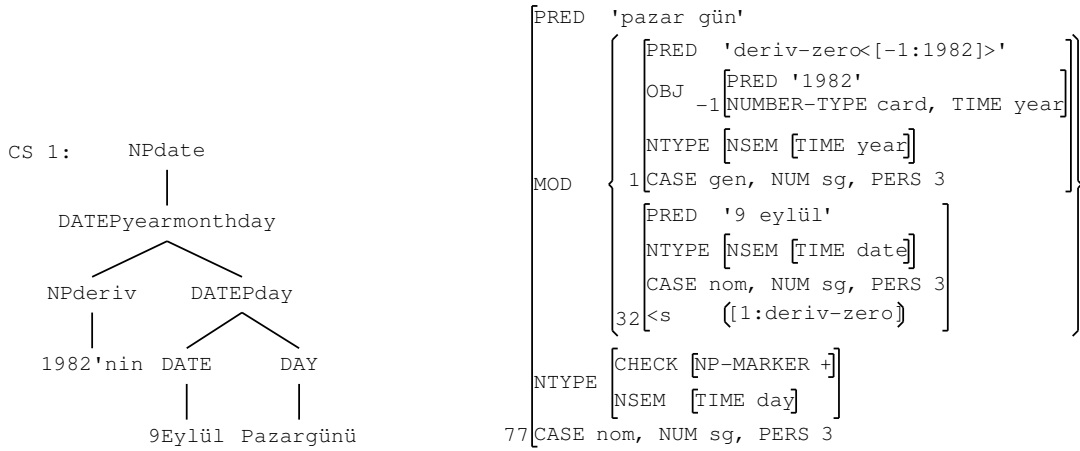 CS 1: NPdate
DATEPyearmonthday
NPderiv DATEPday
1982'nin DATE DAY
9Eylül Pazargünü
PRED 'pazar gün'
PRED 'deriv-zero<[-1:1982]>'
PRED '1982'
OBJ
-1 NUMBER-TYPE card, TIME year
NTYPE [NSEM [TIME year]]
MOD
1 CASE gen, NUM sg, PERS 3
PRED '9 eylül'
NTYPE [NSEM [TIME date]]
CASE nom, NUM sg, PERS 3
32 <s ([1:deriv-zero])
CHECK [NP-MARKER +]
NTYPE
NSEM [TIME day]
77 CASE nom, NUM sg, PERS 3